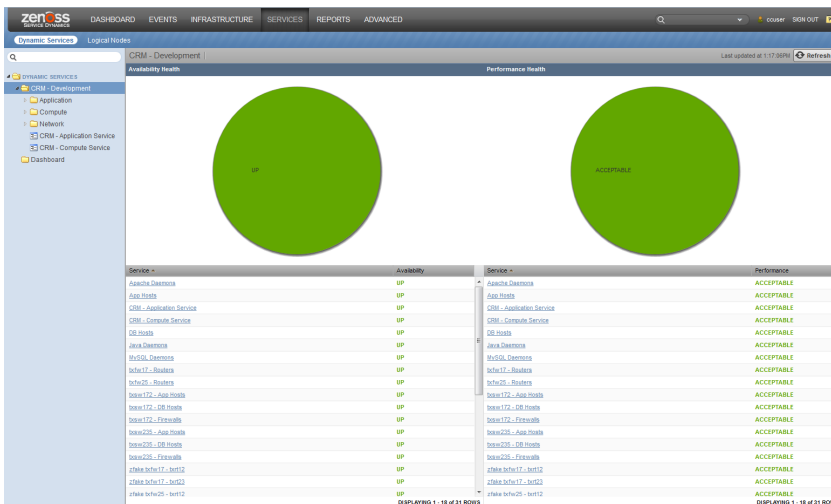 zenoss
SERVICE DYNAMICS
DASHBOARD EVENTS INFRASTRUCTURE SERVICES REPORTS ADVANCED
ccuser SIGN OUT
Dynamic Services Logical Nodes
CRM - Development
Last updated at 1:17:96PM Refresh
Availability Health
Performance Health
DYNAMIC SERVICES
CRM - Development
Application
Compute
Network
CRM - Application Service
CRM - Compute Service
Dashboard
UP
ACCEPTABLE
Service Availability Service Performance
Apache Daemons UP Apache Daemons ACCEPTABLE
App Hosts UP App Hosts ACCEPTABLE
CRM - Application Service UP CRM - Application Service ACCEPTABLE
CRM - Compute Service UP CRM - Compute Service ACCEPTABLE
DB Hosts UP DB Hosts ACCEPTABLE
Java Daemons UP Java Daemons ACCEPTABLE
MySQL Daemons UP MySQL Daemons ACCEPTABLE
txfw17 - Routers UP txfw17 - Routers ACCEPTABLE
txfw25 - Routers UP txfw25 - Routers ACCEPTABLE
txsw172 - App Hosts UP txsw172 - App Hosts ACCEPTABLE
txsw172 - DB Hosts UP txsw172 - DB Hosts ACCEPTABLE
txsw172 - Firewalls UP txsw172 - Firewalls ACCEPTABLE
txsw235 - App Hosts UP txsw235 - App Hosts ACCEPTABLE
txsw235 - DB Hosts UP txsw235 - DB Hosts ACCEPTABLE
txsw235 - Firewalls UP txsw235 - Firewalls ACCEPTABLE
zfake txfw17 - txrt12 UP zfake txfw17 - txrt12 ACCEPTABLE
zfake txfw17 - txrt23 UP zfake txfw17 - txrt23 ACCEPTABLE
zfake txfw25 - txrt12 UP zfake txfw25 - txrt12 ACCEPTABLE
DISPLAYING 1 - 18 of 31 ROWS DISPLAYING 1 - 18 of 31 RO